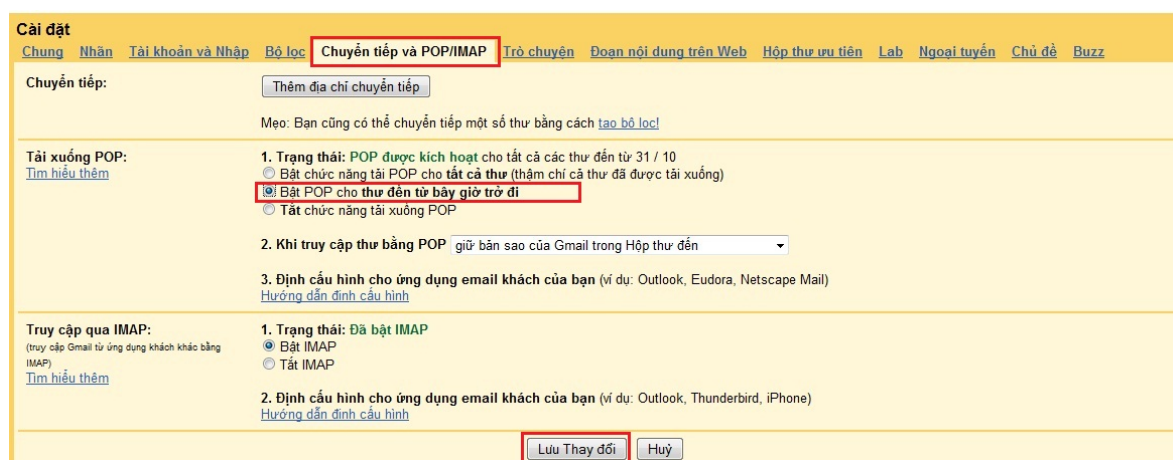 Cài đặt
Chung Nhãn Tài khoản và Nhập Bộ lọc Chuyển tiếp và POP/IMAP Trò chuyện Đoạn nội dung trên Web Hộp thư ưu tiên Lab Ngoại tuyến Chủ đề Buzz
Chuyển tiếp:
Thêm địa chỉ chuyển tiếp
Mẹo: Bạn cũng có thể chuyển tiếp một số thư bằng cách tạo bộ lọc!
Tải xuống POP:
Tìm hiểu thêm
1. Trạng thái: POP được kích hoạt cho tất cả các thư đến từ 31 / 10
Bật chức năng tải POP cho tất cả thư (thậm chí cả thư đã được tải xuống)
Bật POP cho thư đến từ bây giờ trở đi
Tắt chức năng tải xuống POP
2. Khi truy cập thư bằng POP giữ bản sao của Gmail trong Hộp thư đến
3. Định cấu hình cho ứng dụng email khách của bạn (ví dụ: Outlook, Eudora, Netscape Mail)
Hướng dẫn định cấu hình
Truy cập qua IMAP:
(truy cập Gmail từ ứng dụng khách khác bằng
IMAP)
Tìm hiểu thêm
1. Trạng thái: Đã bật IMAP
Bật IMAP
Tắt IMAP
2. Định cấu hình cho ứng dụng email khách của bạn (ví dụ: Outlook, Thunderbird, iPhone)
Hướng dẫn định cấu hình
Lưu Thay đổi Huỷ